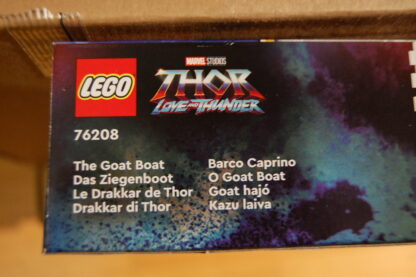 LEGO
MARVEL STUDIOS
THOR
LOVE AND THUNDER
76208
The Goat Boat
Das Ziegenboot
Le Drakkar de Thor
Drakkar di Thor
Barco Caprino
O Goat Boat
Goat hajó
Kazu laiva